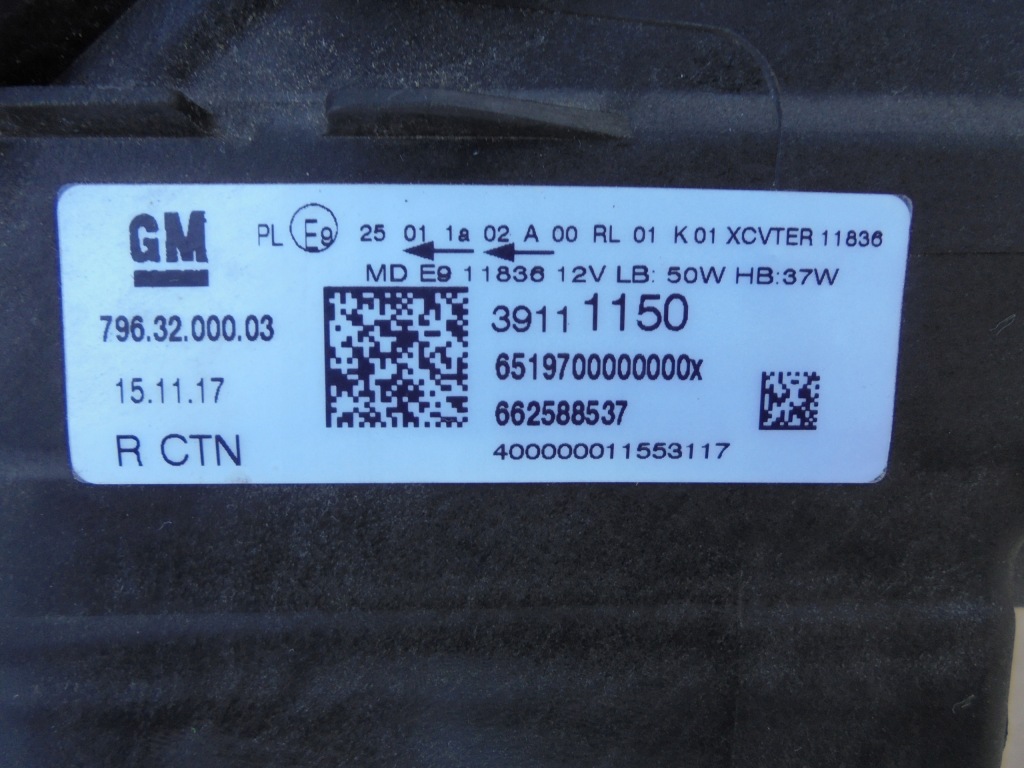 GM
PL E9 25 01 1a 02 A 00 RL 01 K 01 XCVTER 11836
MD E9 11836 12V LB: 50W HB:37W
796.32.000.03
39111150
15.11.17
6519700000000x
662588537
R CTN
400000011553117